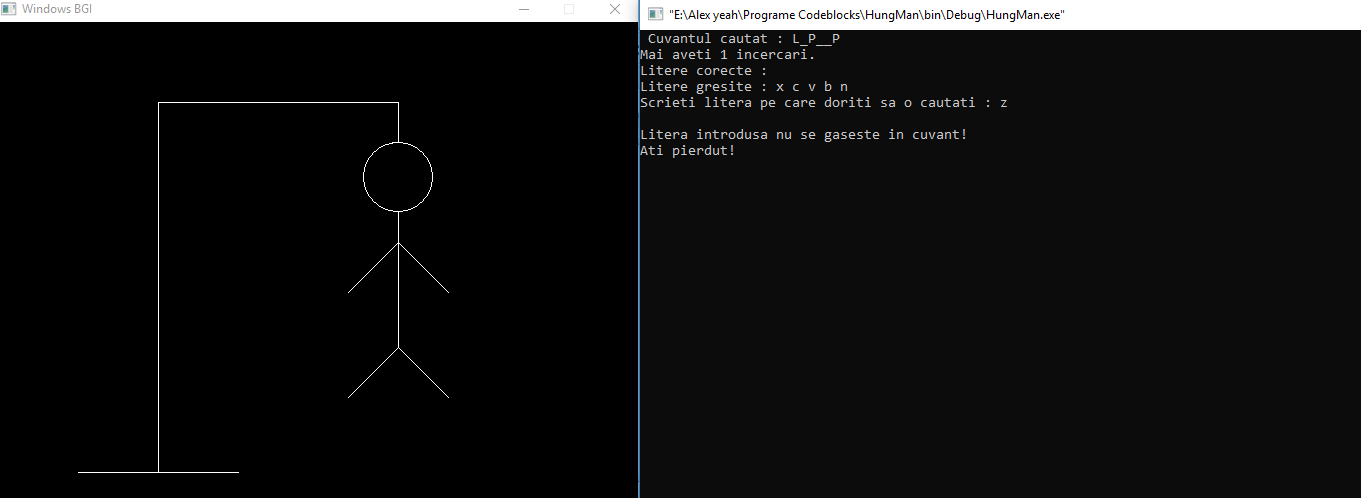 Windows BGI
"E:\Alex yeah\Programe Codeblocks\HungMan\bin\Debug\HungMan.exe"
Cuvantul cautat : L_P__P
Mai aveti 1 incercari.
Litere corecte :
Litere gresite : x c v b n
Scrieti litera pe care doriti sa o cautati : z
Litera introdusa nu se gaseste in cuvant!
Ati pierdut!